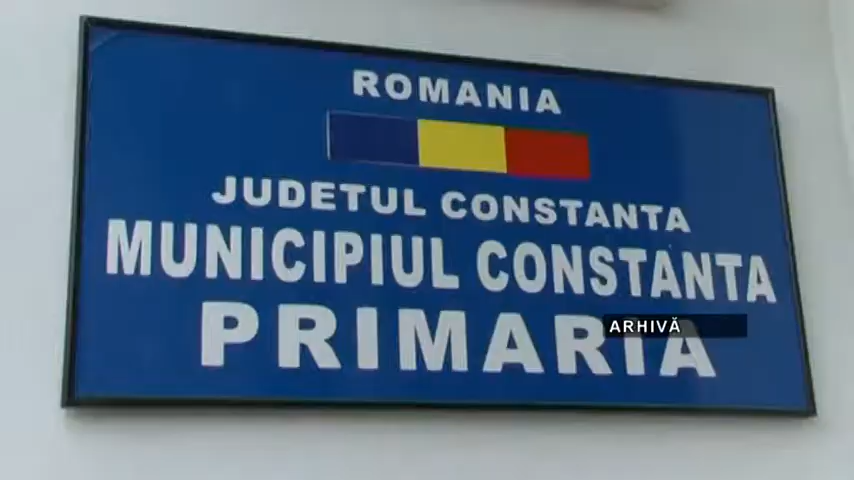 ROMANIA
JUDETUL CONSTANTA
MUNICIPIUL CONSTANTA
PRIMARIA
ARHIVĂ